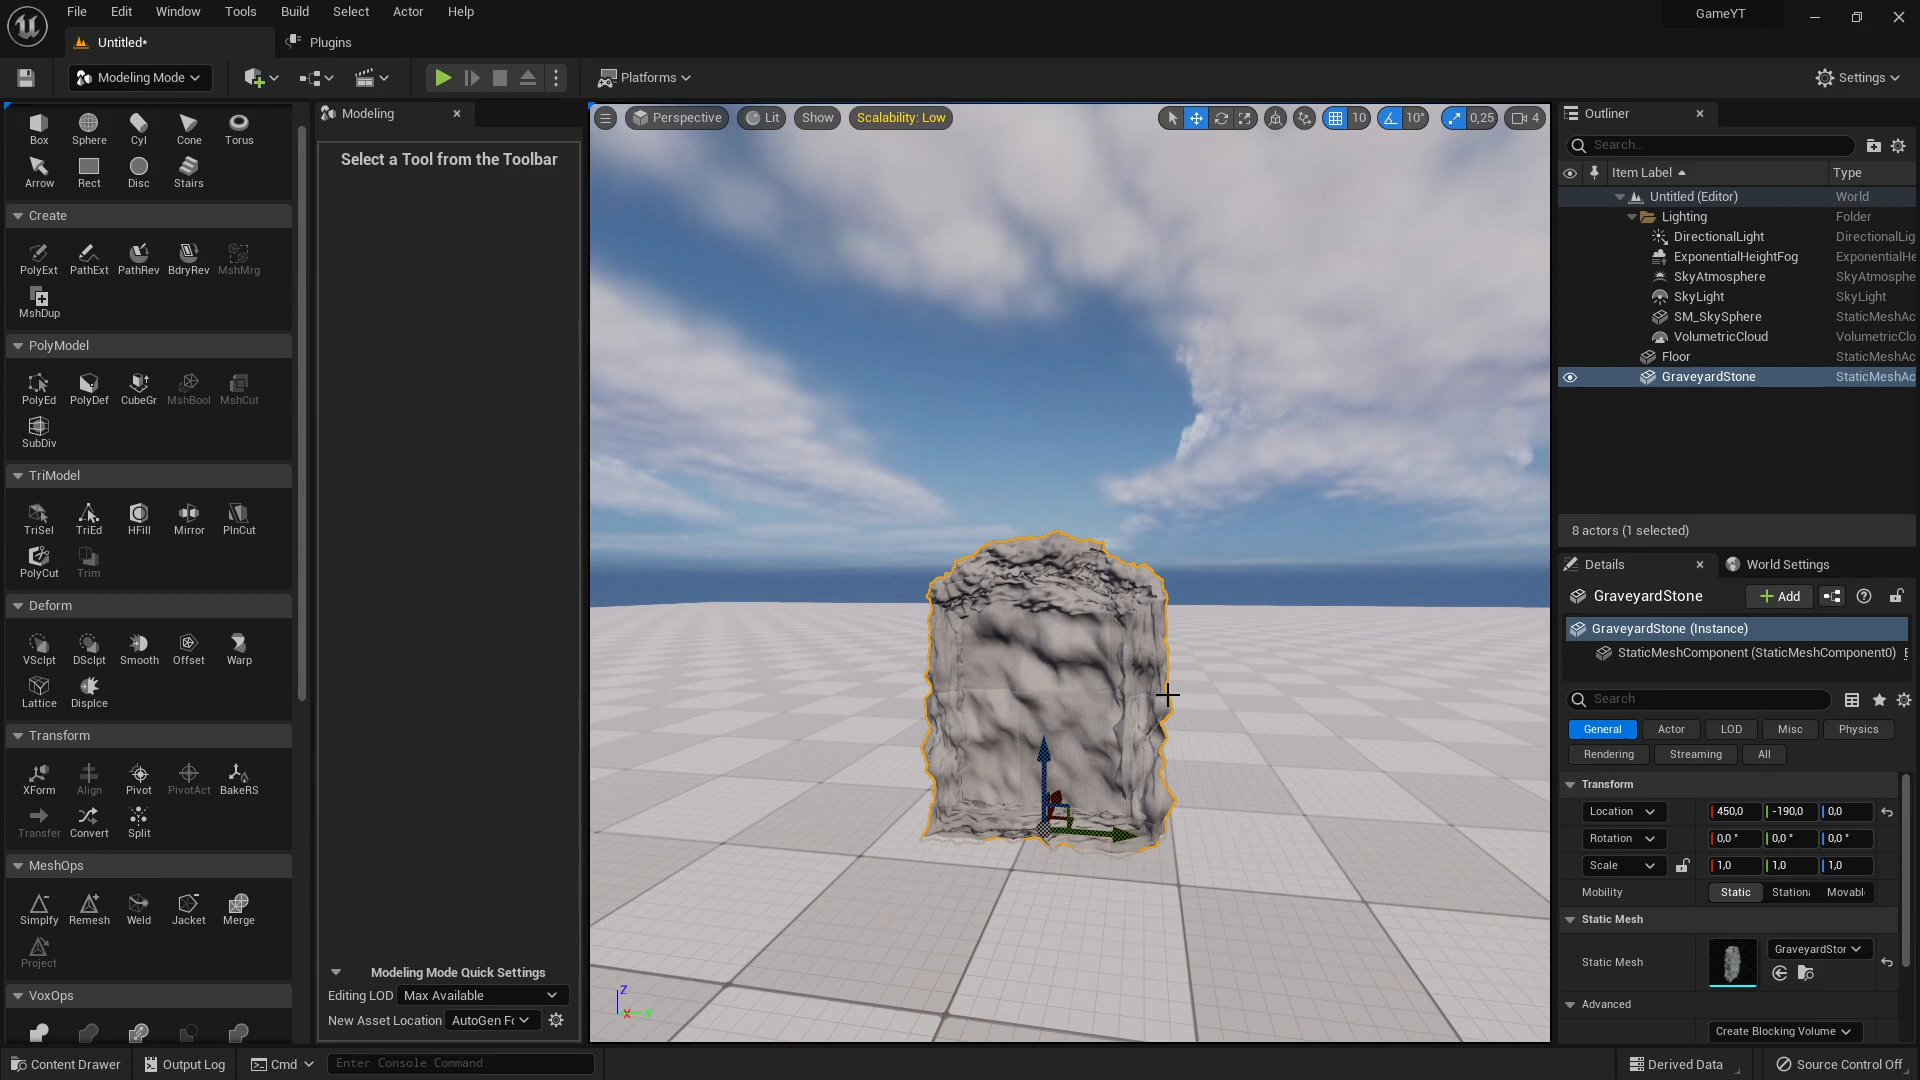 File Edit Window Tools Build Select Actor Help
GameYT
Untitled*
Plugins
Modeling Mode
Platforms
Settings
Box Sphere Cyl Cone Torus
Arrow Rect Disc Stairs
Create
PolyExt PathExt PathRev BdryRev MshMrg
MshDup
PolyModel
PolyEd PolyDef CubeGr MshBool MshCut
SubDiv
TriModel
TriSel TriEd HFill Mirror PlnCut
PolyCut Trim
Deform
VSclpt DSclpt Smooth Offset Warp
Lattice Displce
Transform
XForm Align Pivot PivotAct BakeRS
Transfer Convert Split
MeshOps
Simplfy Remesh Weld Jacket Merge
Project
VoxOps
Modeling
Select a Tool from the Toolbar
Modeling Mode Quick Settings
Editing LOD Max Available
New Asset Location AutoGen Fo
Perspective Lit Show Scalability: Low
10 10° 0,25 4
Z
X Y
Outliner
Search...
Item Label Type
Untitled (Editor) World
Lighting Folder
DirectionalLight DirectionalLig
ExponentialHeightFog ExponentialHe
SkyAtmosphere SkyAtmosphe
SkyLight SkyLight
SM_SkySphere StaticMeshAc
VolumetricCloud VolumetricClo
Floor StaticMeshAc
GraveyardStone StaticMeshAc
8 actors (1 selected)
Details
World Settings
GraveyardStone
Add
GraveyardStone (Instance)
StaticMeshComponent (StaticMeshComponent0) E
Search
General Actor LOD Misc Physics
Rendering Streaming All
Transform
Location 450,0 -190,0 0,0
Rotation 0,0 ° 0,0 ° 0,0 °
Scale 1,0 1,0 1,0
Mobility Static Stationa Movabl
Static Mesh
Static Mesh GraveyardStor
Advanced
Create Blocking Volume
Content Drawer Output Log Cmd Enter Console Command
Derived Data Source Control Off